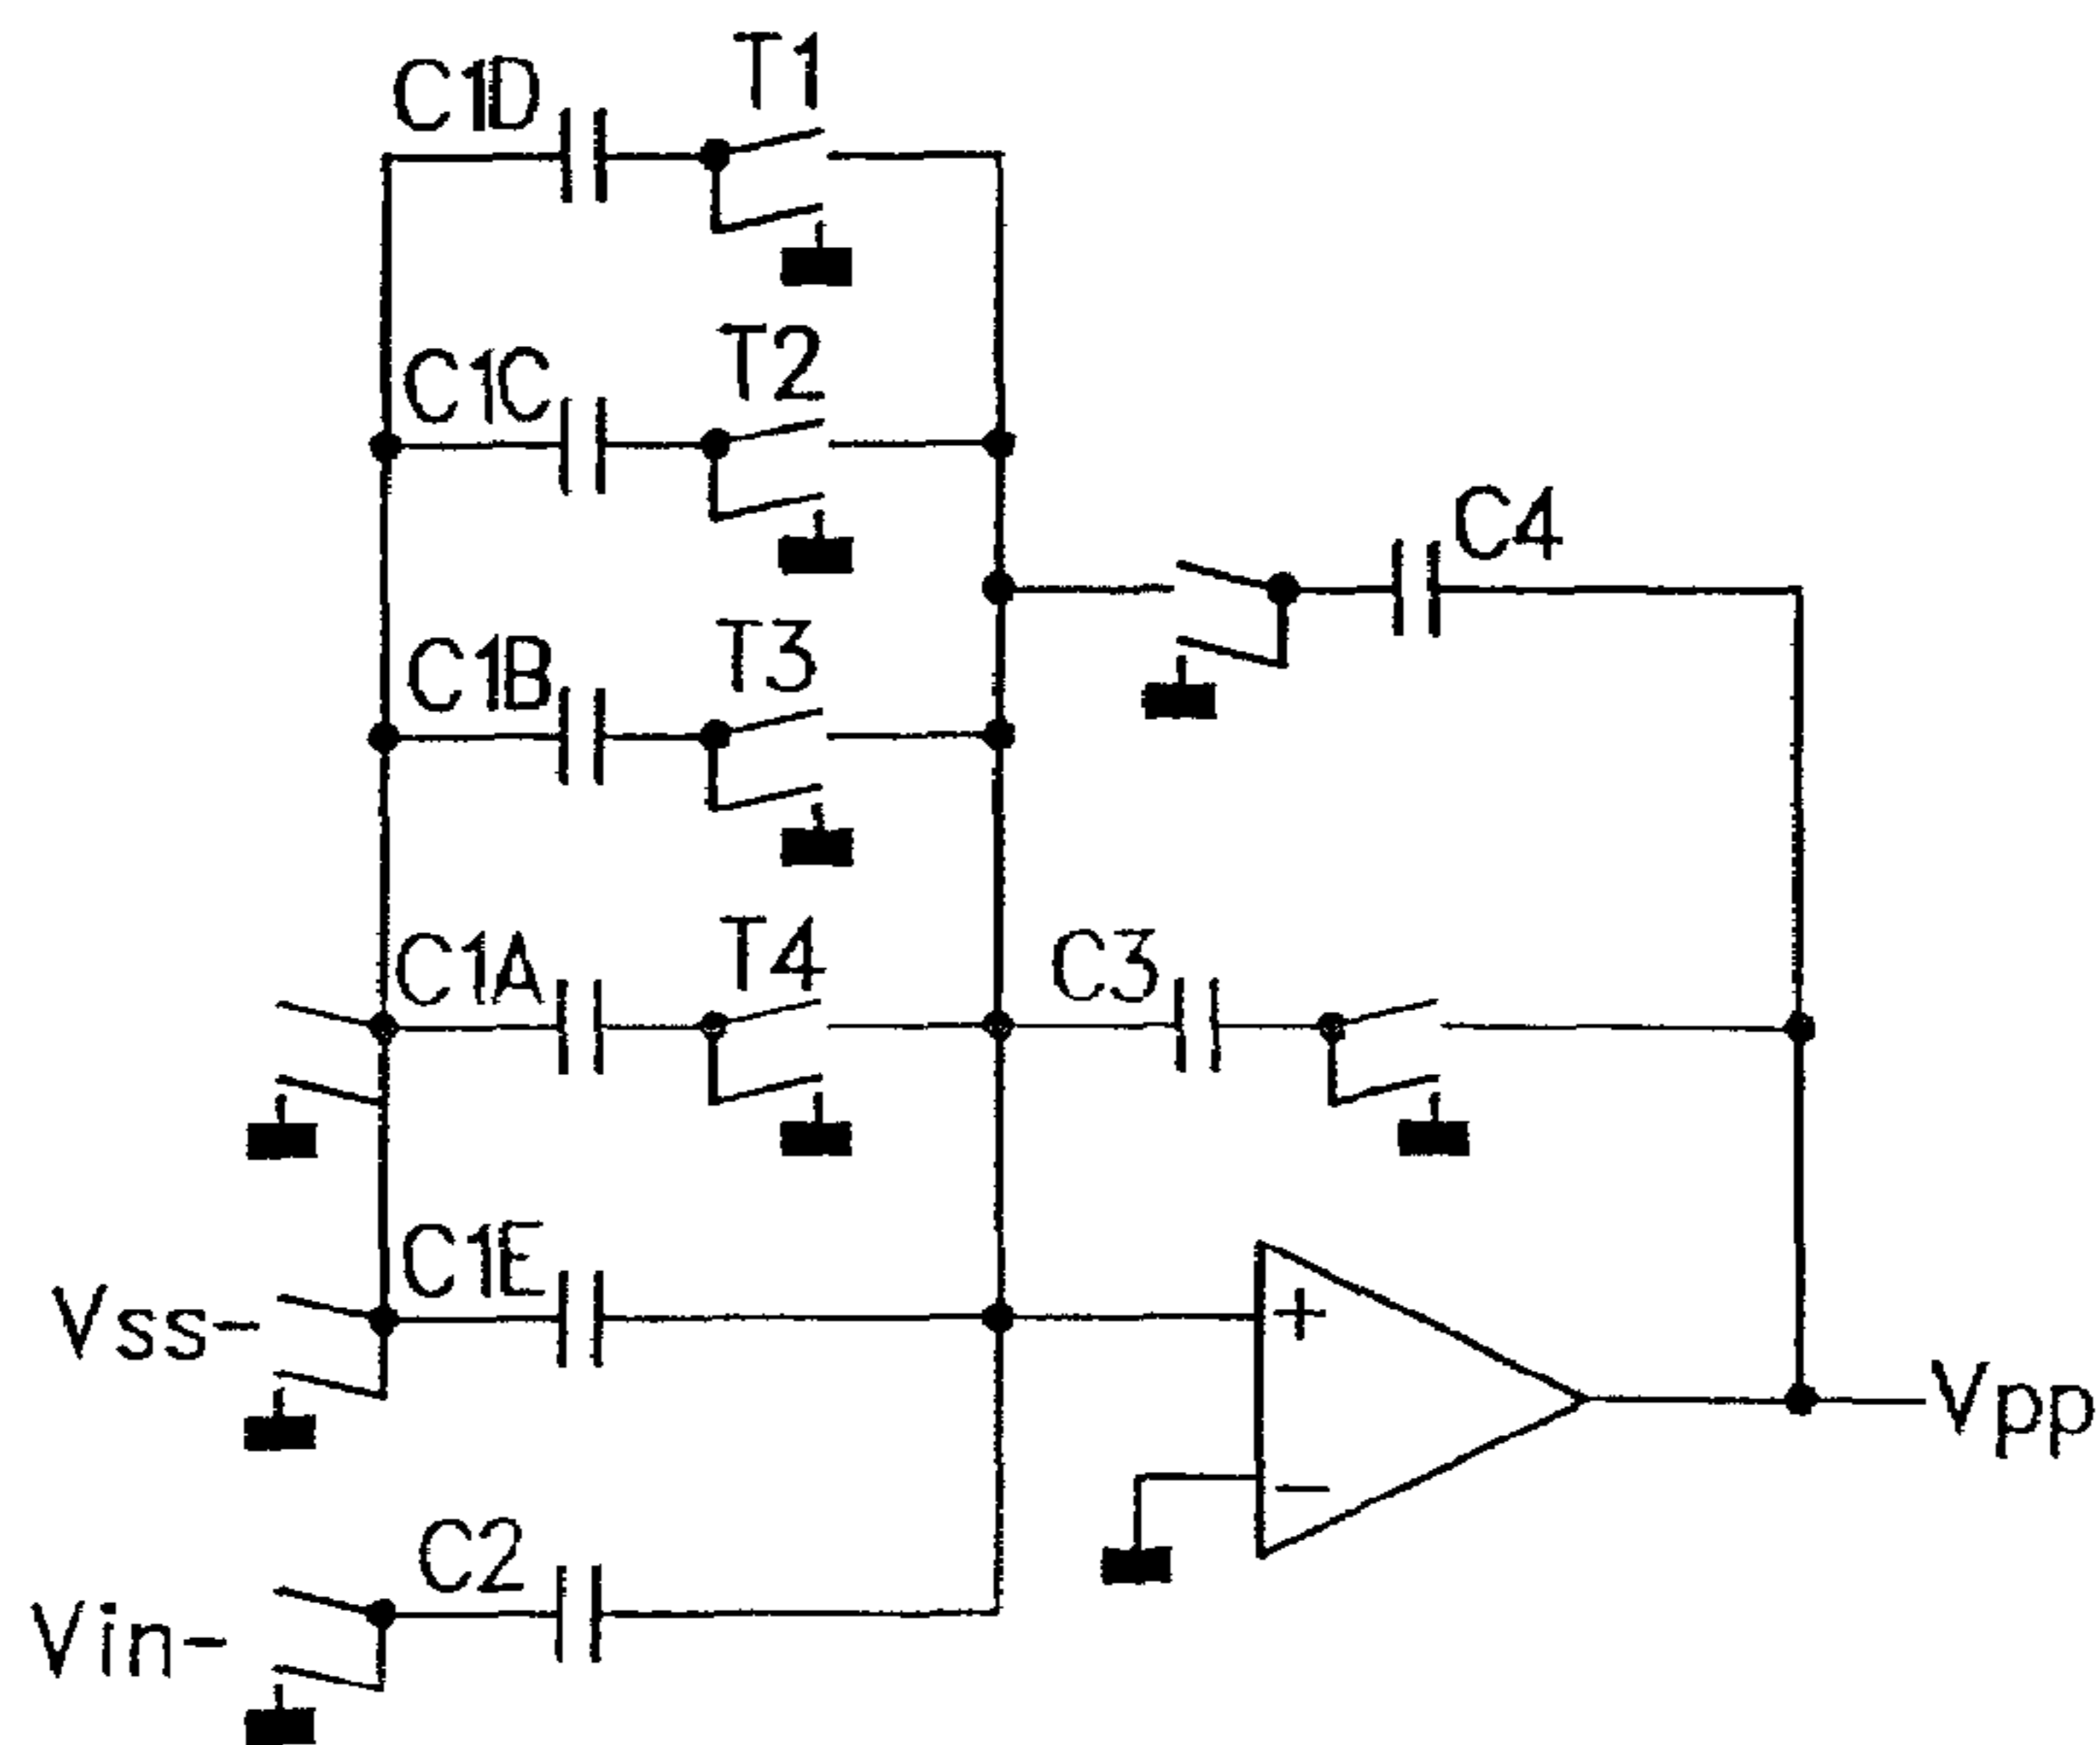 C1D T1
C1C T2
C4
C1B T3
C1A T4 C3
C1E
Vss-
+
Vpp
−
C2
Vin-